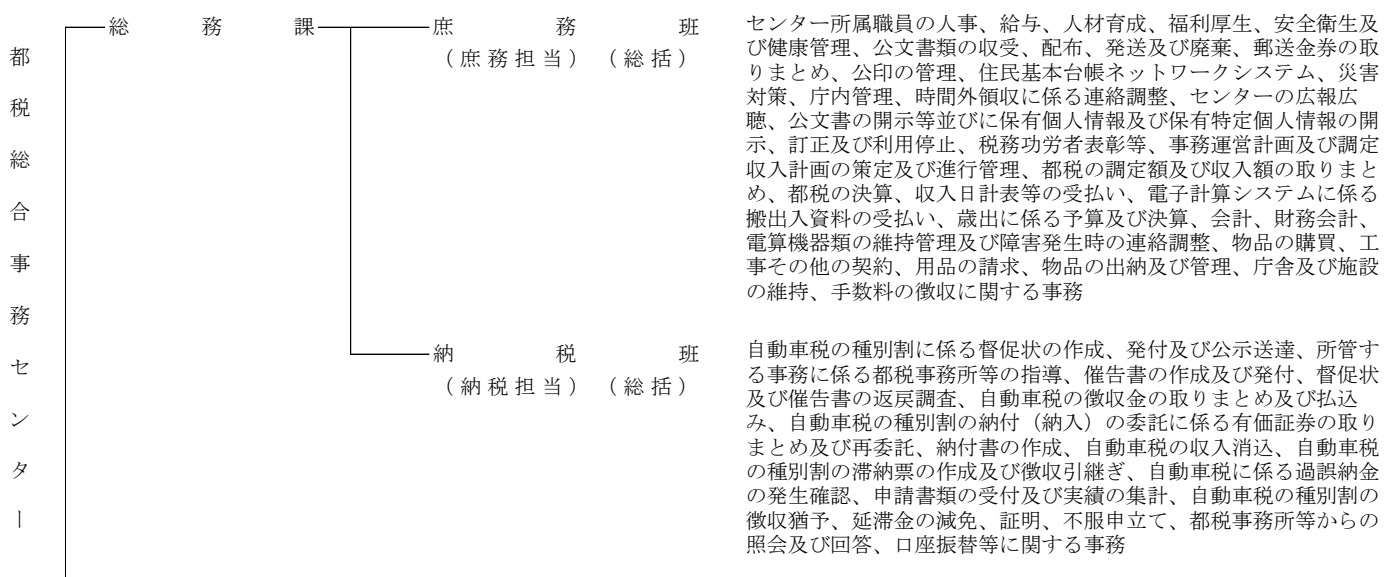 都税総合事務センター
総務課
庶務班
(庶務担当)(総括)
センター所属職員の人事、給与、人材育成、福利厚生、安全衛生及
び健康管理、公文書類の収受、配布、発送及び廃棄、郵送金券の取
りまとめ、公印の管理、住民基本台帳ネットワークシステム、災害
対策、庁内管理、時間外領収に係る連絡調整、センターの広報広
聴、公文書の開示等並びに保有個人情報及び保有特定個人情報の開
示、訂正及び利用停止、税務功労者表彰等、事務運営計画及び調定
収入計画の策定及び進行管理、都税の調定額及び収入額の取りまと
め、都税の決算、収入日計表等の受払い、電子計算システムに係る
搬出入資料の受払い、歳出に係る予算及び決算、会計、財務会計、
電算機器類の維持管理及び障害発生時の連絡調整、物品の購買、工
事その他の契約、用品の請求、物品の出納及び管理、庁舎及び施設
の維持、手数料の徴収に関する事務
納税班
(納税担当)(総括)
自動車税の種別割に係る督促状の作成、発付及び公示送達、所管す
る事務に係る都税事務所等の指導、催告書の作成及び発付、督促状
及び催告書の返戻調査、自動車税の徴収金の取りまとめ及び払込
み、自動車税の種別割の納付(納入)の委託に係る有価証券の取り
まとめ及び再委託、納付書の作成、自動車税の収入消込、自動車税
の種別割の滞納票の作成及び徴収引継ぎ、自動車税に係る過誤納金
の発生確認、申請書類の受付及び実績の集計、自動車税の種別割の
徴収猶予、延滞金の減免、証明、不服申立て、都税事務所等からの
照会及び回答、口座振替等に関する事務